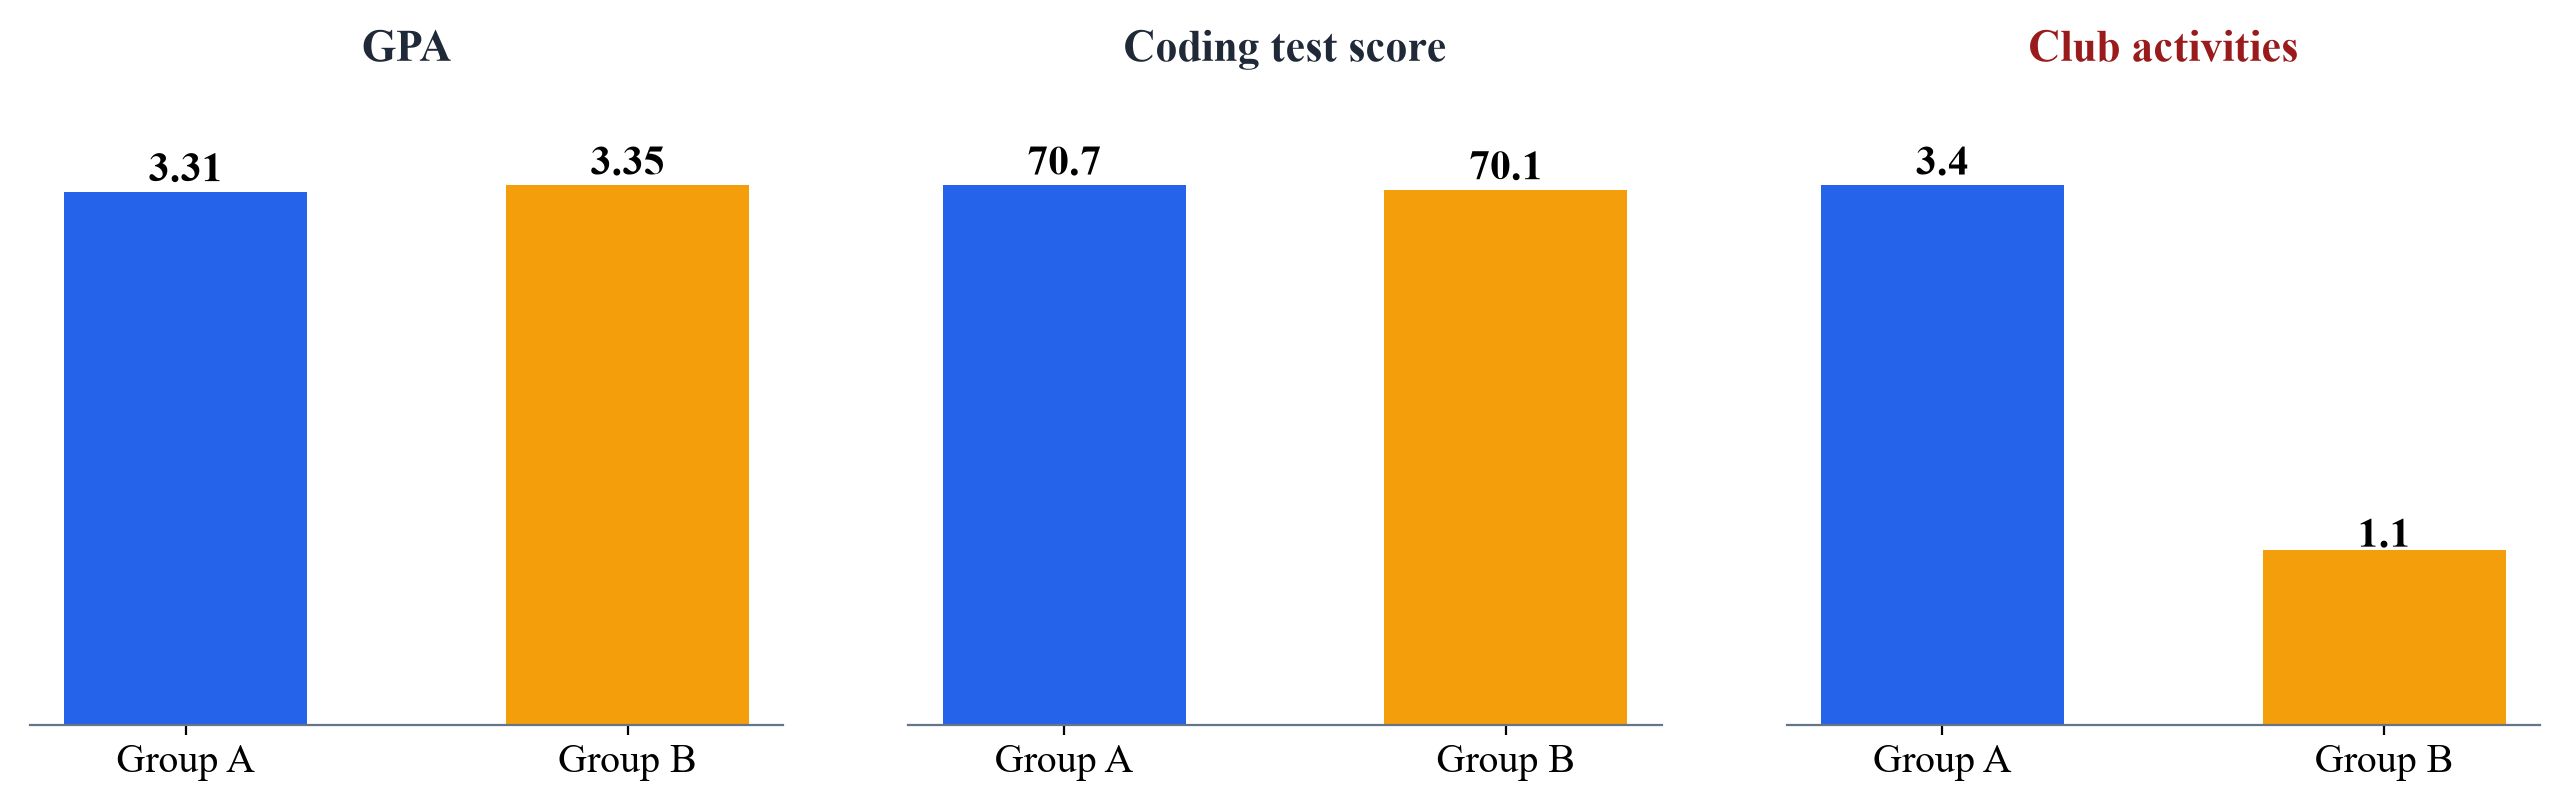 GPA
3.31
3.35
Group A
Group B
Coding test score
70.7
70.1
Group A
Group B
Club activities
3.4
1.1
Group A
Group B